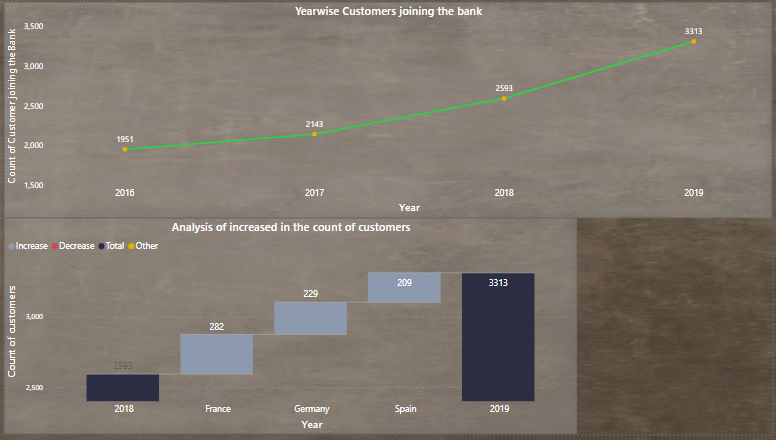 Yearwise Customers joining the bank
Count of Customer joining the Bank
3,500
3,000
2,500
2,000
1,500
1951
2143
2593
3313
2016 2017 2018 2019
Year
Analysis of increased in the count of customers
Increase Decrease Total Other
Count of customers
3,000
2,500
2593
282
229
209
3313
2018 France Germany Spain 2019
Year